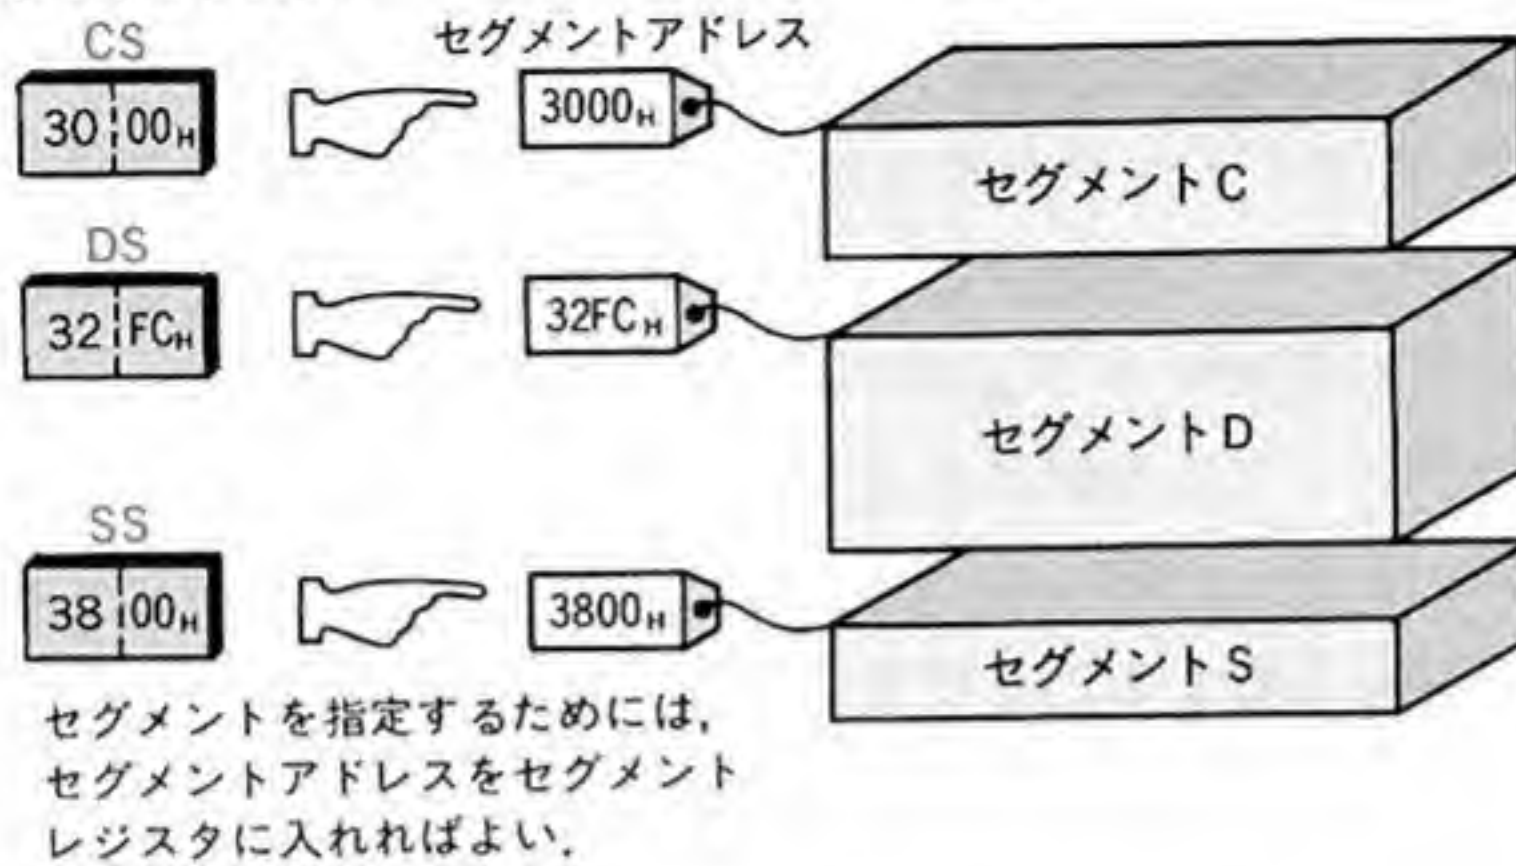 CS
セグメントアドレス
30 00H
3000H
セグメントC
DS
32 FCH
32FCH
セグメントD
SS
38 00H
3800H
セグメントS
セグメントを指定するためには,
セグメントアドレスをセグメント
レジスタに入れればよい.